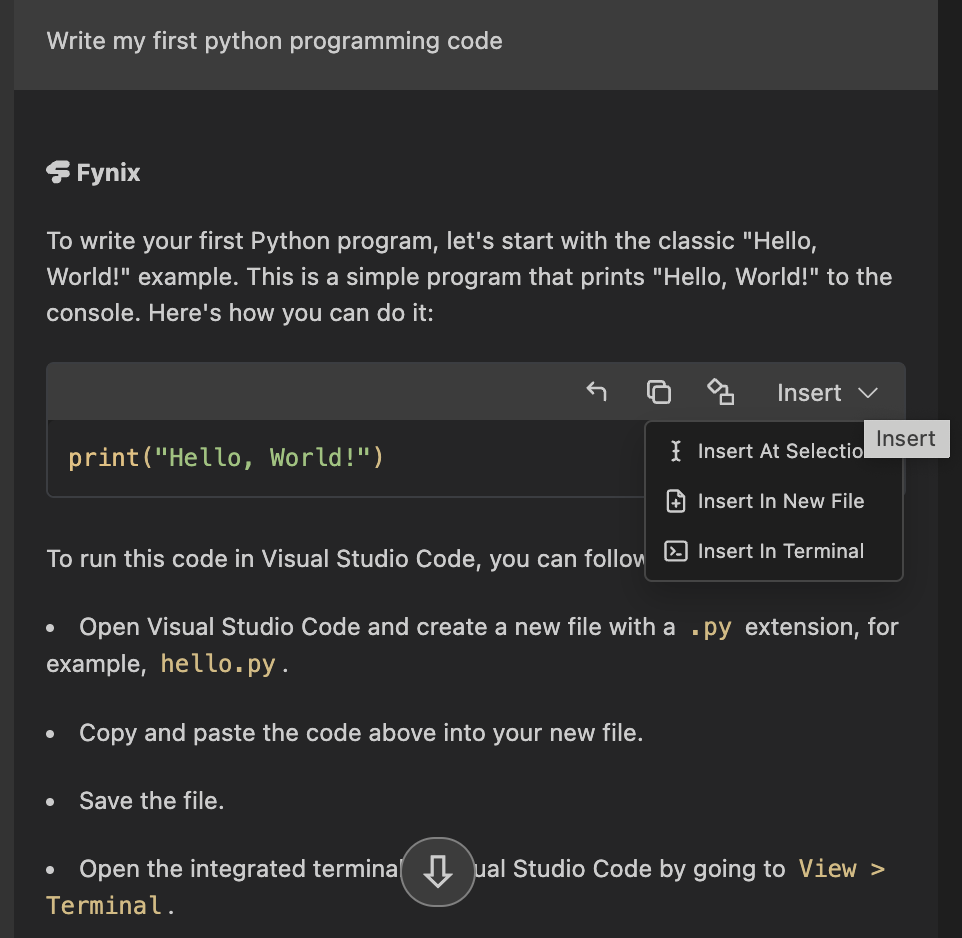 Write my first python programming code
Fynix
To write your first Python program, let's start with the classic "Hello,
World!" example. This is a simple program that prints "Hello, World!" to the
console. Here's how you can do it:
Insert
Insert
print("Hello, World!")
Insert At Selectio
Insert In New File
Insert In Terminal
To run this code in Visual Studio Code, you can follow
• Open Visual Studio Code and create a new file with a .py extension, for
example, hello.py.
• Copy and paste the code above into your new file.
• Save the file.
• Open the integrated terminal ual Studio Code by going to View >
Terminal.